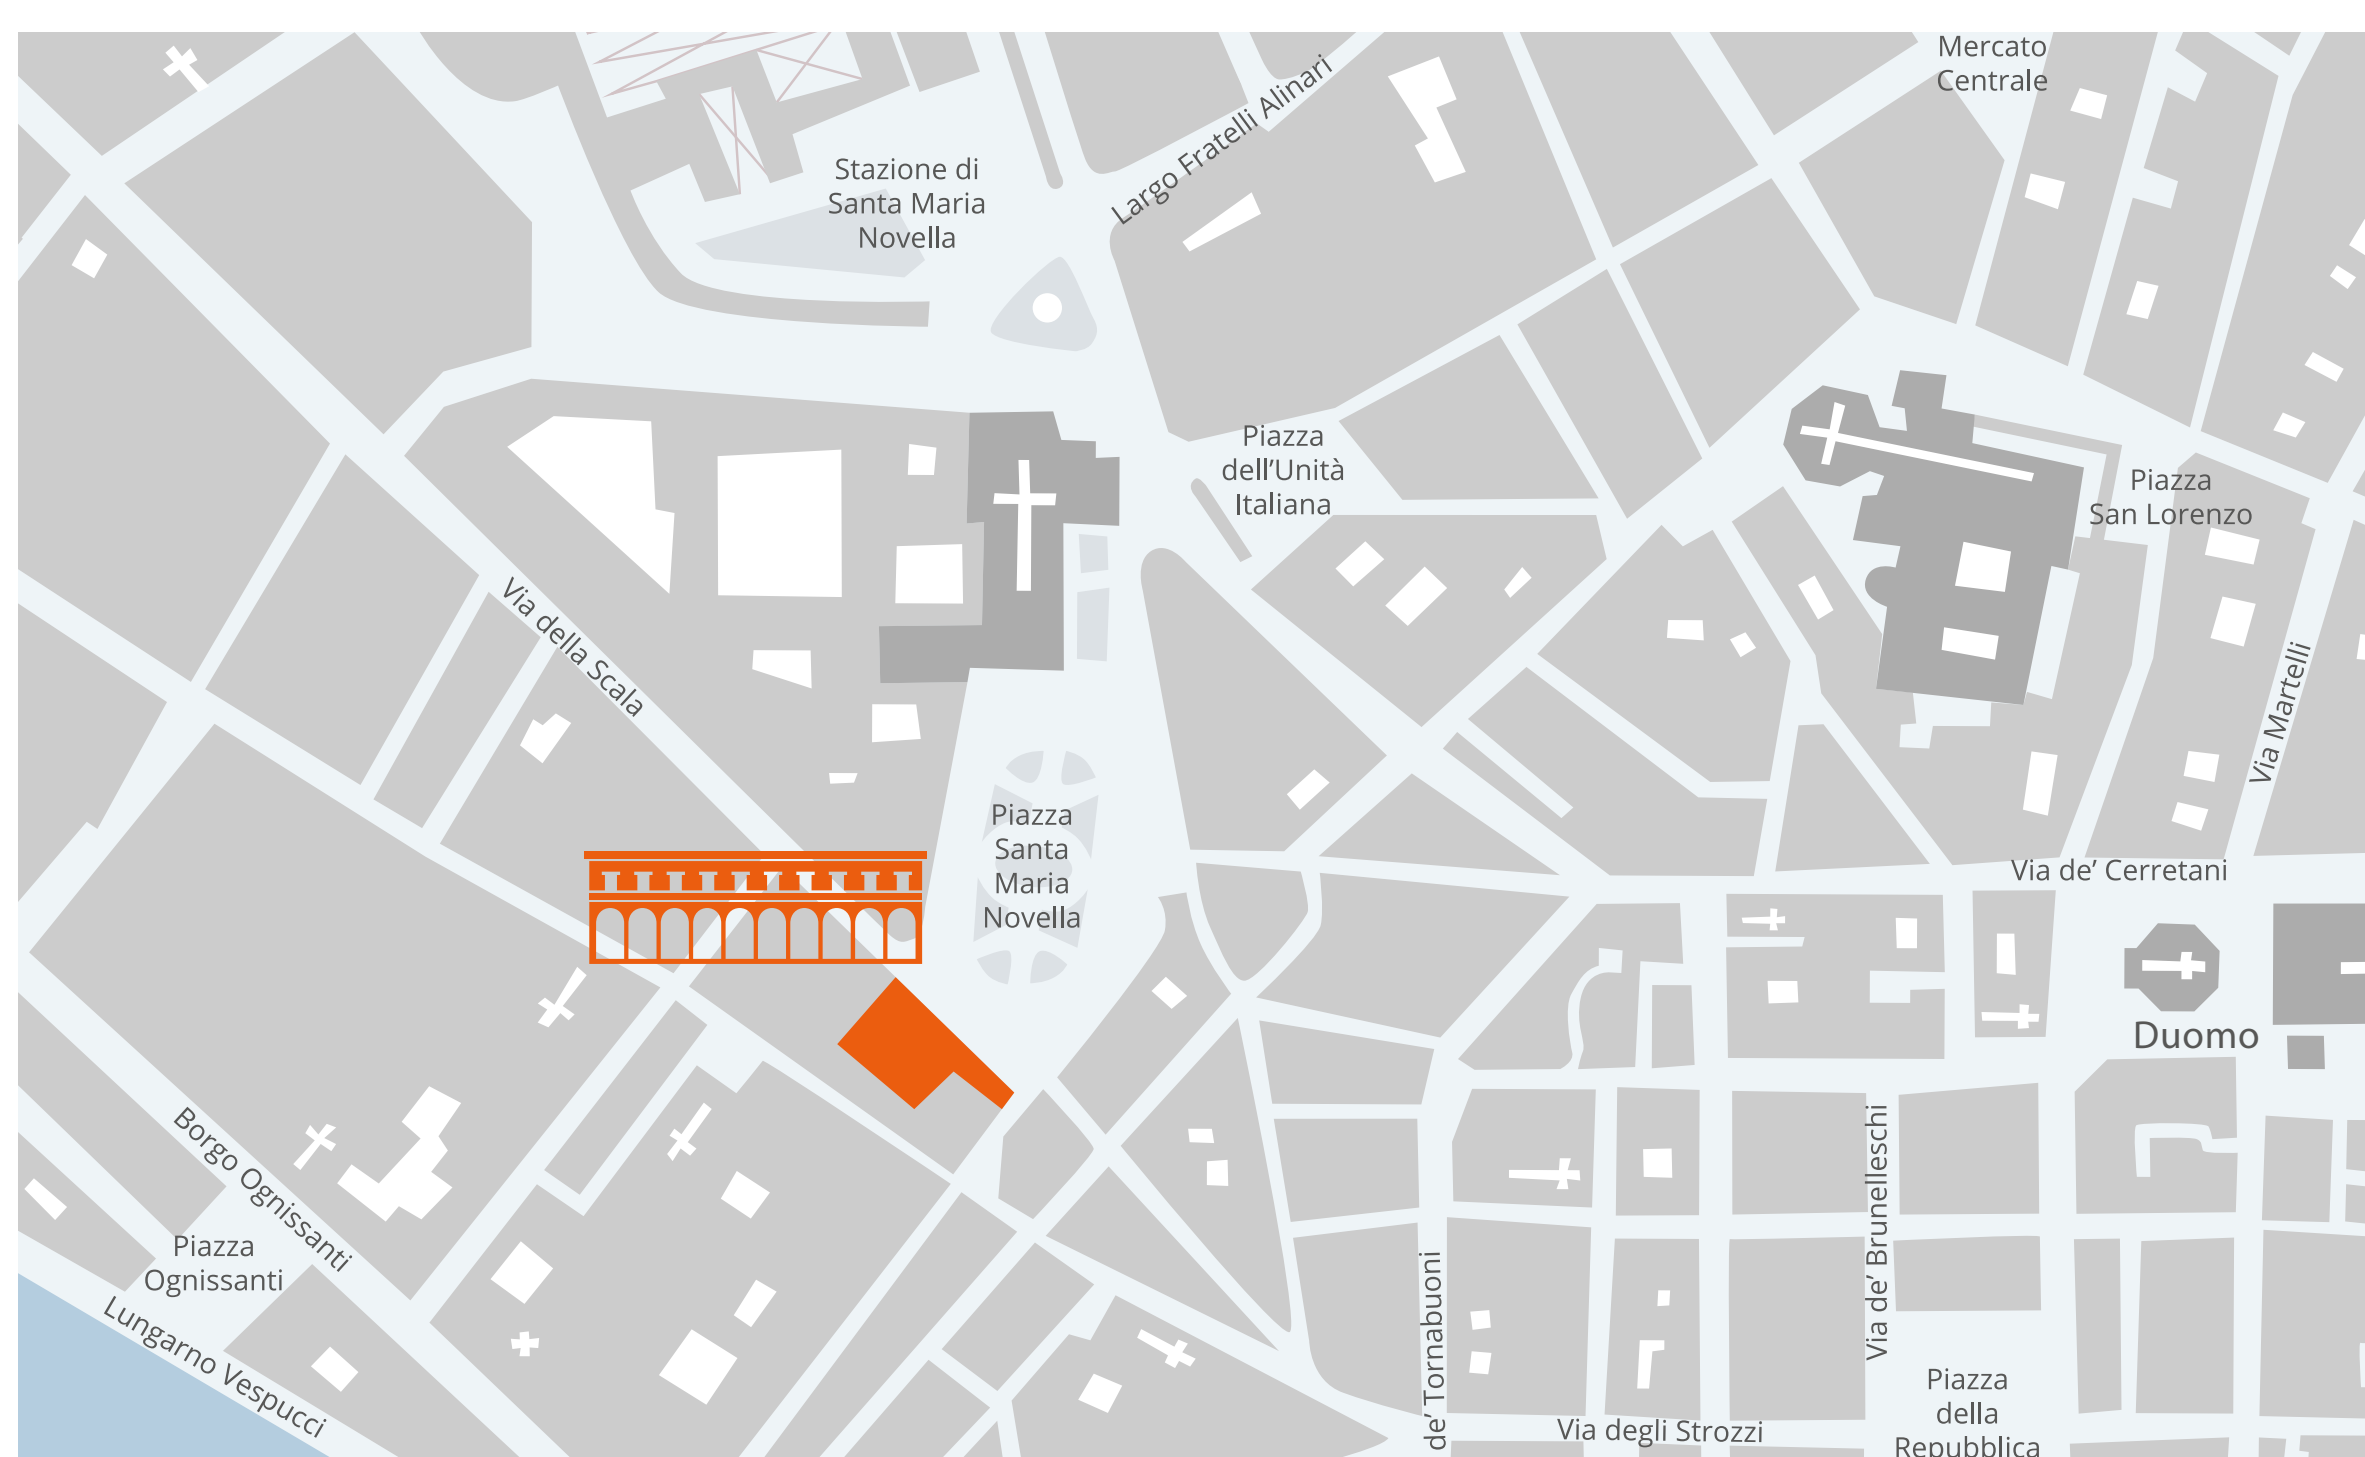 Mercato
Centrale
Largo Fratelli Alinari
Stazione di
Santa Maria
Novella
Piazza
dell’Unità
Italiana
Piazza
San Lorenzo
Via della Scala
Via Martelli
Piazza
Santa
Maria
Novella
Via de’ Cerretani
Duomo
Borgo Ognissanti
Via de’ Brunelleschi
Piazza
Ognissanti
de’ Tornabuoni
Lungarno Vespucci
Via degli Strozzi
Piazza
della
Repubblica